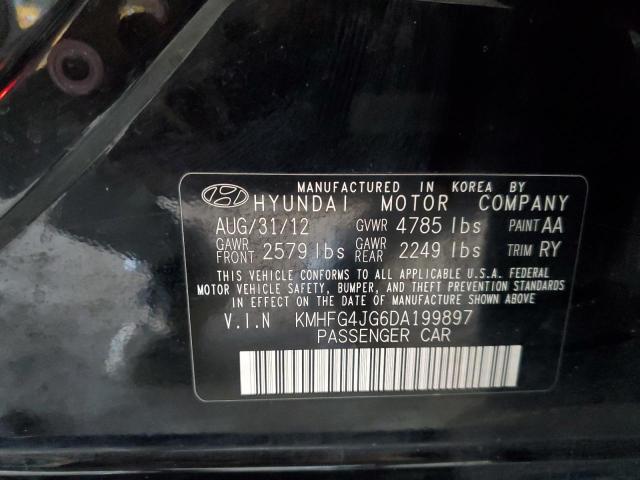 MANUFACTURED IN KOREA BY
HYUNDAI MOTOR COMPANY
AUG/31/12 GVWR 4785 lbs PAINT AA
GAWR FRONT 2579 lbs GAWR REAR 2249 lbs TRIM RY
THIS VEHICLE CONFORMS TO ALL APPLICABLE U.S.A. FEDERAL
MOTOR VEHICLE SAFETY, BUMPER, AND THEFT PREVENTION STANDARDS
IN EFFECT ON THE DATE OF MANUFACTURE SHOWN ABOVE.
V.I.N KMHFG4JG6DA199897
PASSENGER CAR